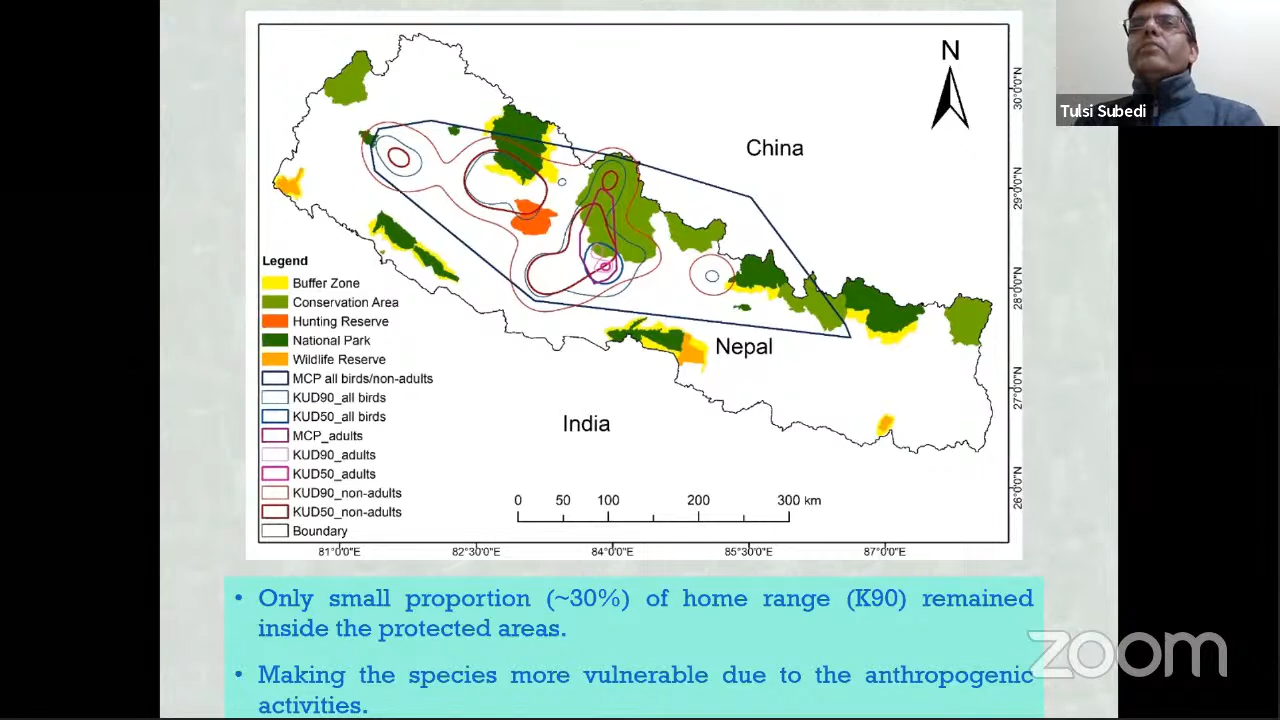 N
Tulsi Subedi
China
30°0'0"N
29°0'0"N
28°0'0"N
27°0'0"N
26°0'0"N
Legend
Buffer Zone
Conservation Area
Hunting Reserve
National Park
Wildlife Reserve
MCP all birds/non-adults
KUD90_all birds
KUD50_all birds
MCP_adults
KUD90_adults
KUD50_adults
KUD90_non-adults
KUD50_non-adults
Boundary
Nepal
India
0 50 100 200 300 km
81°0'0"E 82°30'0"E 84°0'0"E 85°30'0"E 87°0'0"E
• Only small proportion (~30%) of home range (K90) remained
inside the protected areas.
• Making the species more vulnerable due to the anthropogenic
activities.
zoom